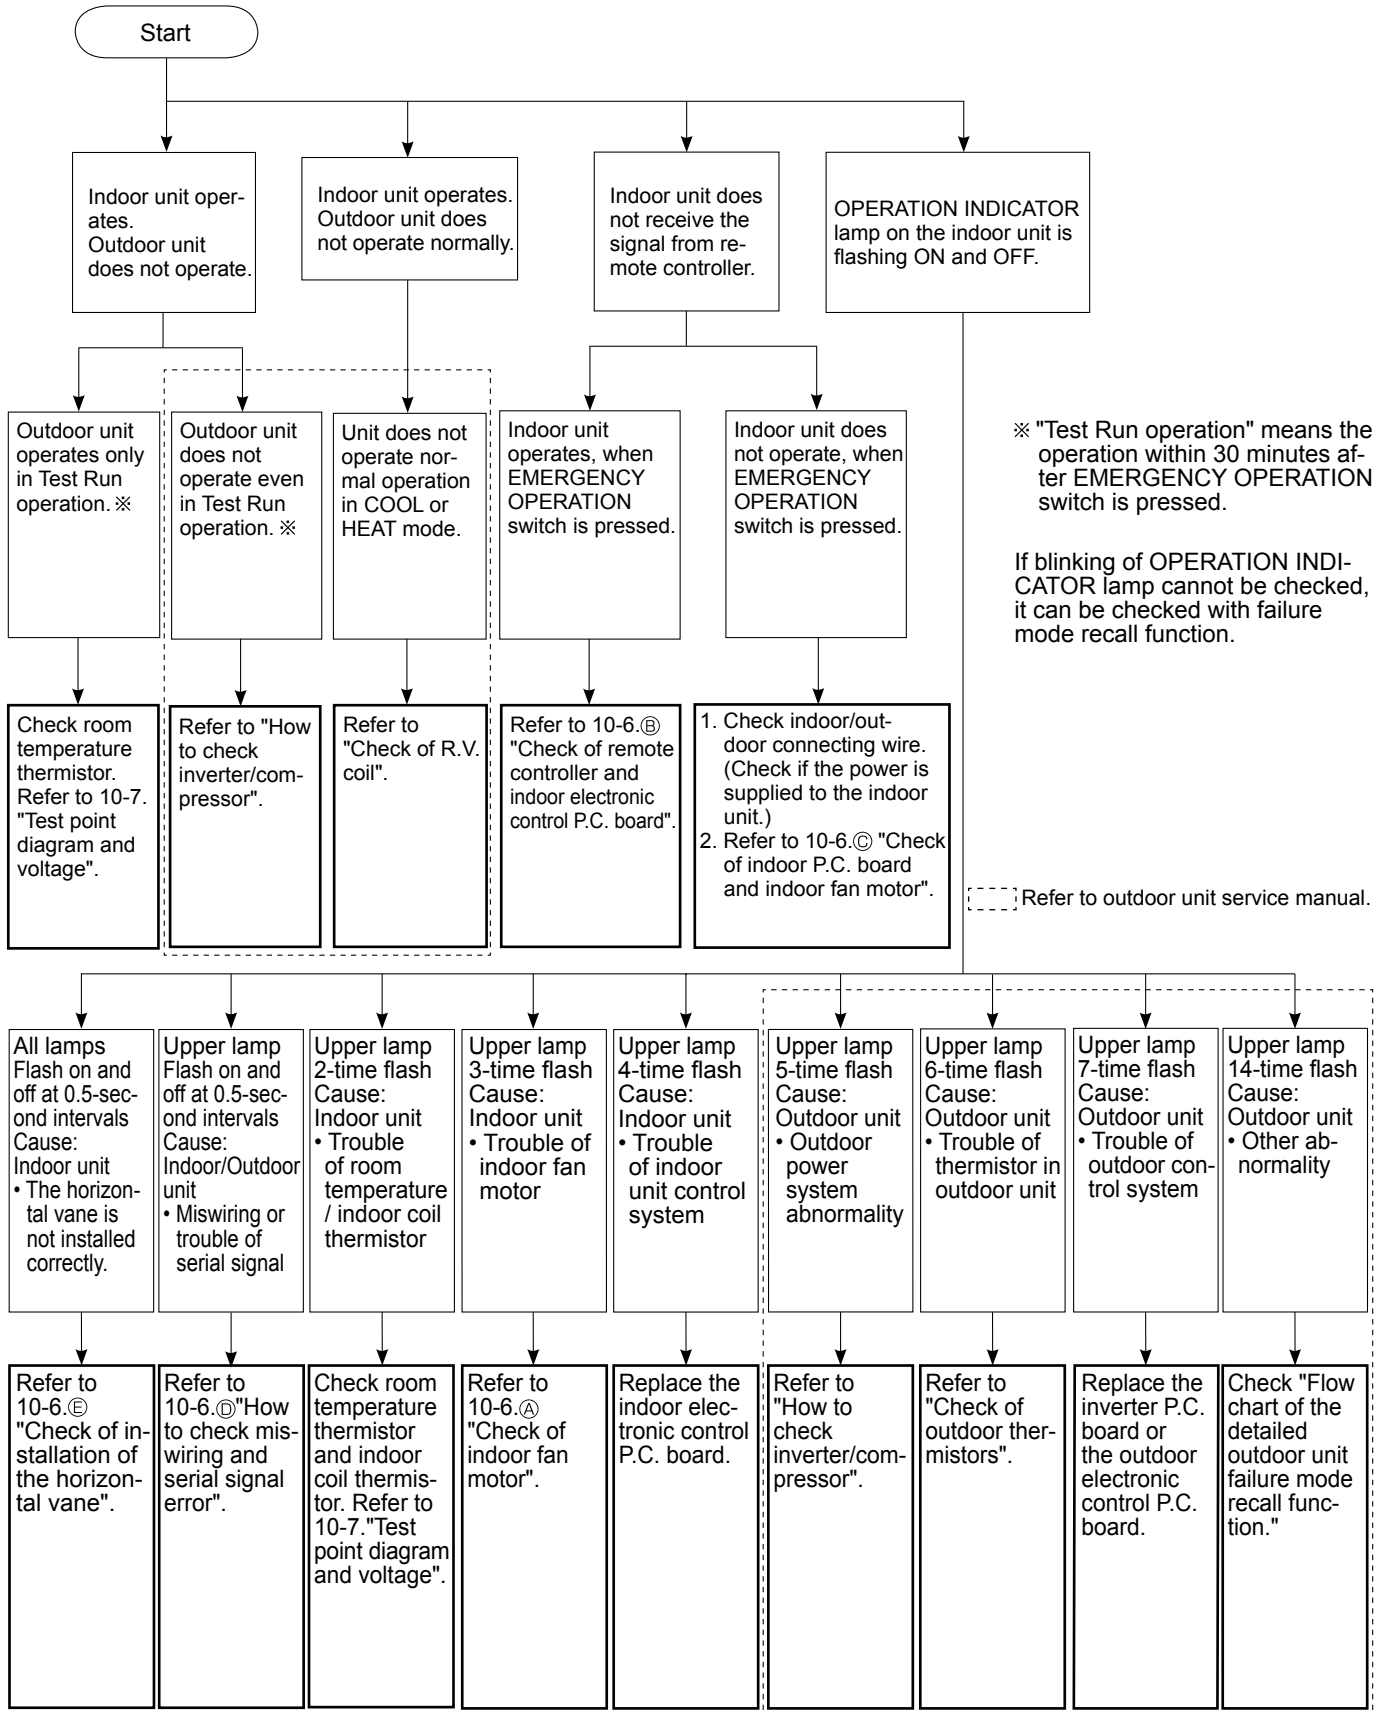 Start
Indoor unit oper-
ates.
Outdoor unit
does not operate.
Indoor unit operates.
Outdoor unit does
not operate normally.
Indoor unit does
not receive the
signal from re-
mote controller.
OPERATION INDICATOR
lamp on the indoor unit is
flashing ON and OFF.
Outdoor unit
operates only
in Test Run
operation. ※
Outdoor unit
does not
operate even
in Test Run
operation. ※
Unit does not
operate nor-
mal operation
in COOL or
HEAT mode.
Indoor unit
operates, when
EMERGENCY
OPERATION
switch is pressed.
Indoor unit does
not operate, when
EMERGENCY
OPERATION
switch is pressed.
※ "Test Run operation" means the
operation within 30 minutes af-
ter EMERGENCY OPERATION
switch is pressed.
If blinking of OPERATION INDI-
CATOR lamp cannot be checked,
it can be checked with failure
mode recall function.
Check room
temperature
thermistor.
Refer to 10-7.
"Test point
diagram and
voltage".
Refer to "How
to check
inverter/com-
pressor".
Refer to
"Check of R.V.
coil".
Refer to 10-6.Ⓑ
"Check of remote
controller and
indoor electronic
control P.C. board".
1. Check indoor/out-
door connecting wire.
(Check if the power is
supplied to the indoor
unit.)
2. Refer to 10-6.Ⓒ "Check
of indoor P.C. board
and indoor fan motor".
Refer to outdoor unit service manual.
All lamps
Flash on and
off at 0.5-sec-
ond intervals
Cause:
Indoor unit
• The horizon-
tal vane is
not installed
correctly.
Upper lamp
Flash on and
off at 0.5-sec-
ond intervals
Cause:
Indoor/Outdoor
unit
• Miswiring or
trouble of
serial signal
Upper lamp
2-time flash
Cause:
Indoor unit
• Trouble
of room
temperature
/ indoor coil
thermistor
Upper lamp
3-time flash
Cause:
Indoor unit
• Trouble of
indoor fan
motor
Upper lamp
4-time flash
Cause:
Indoor unit
• Trouble
of indoor
unit control
system
Upper lamp
5-time flash
Cause:
Outdoor unit
• Outdoor
power
system
abnormality
Upper lamp
6-time flash
Cause:
Outdoor unit
• Trouble of
thermistor in
outdoor unit
Upper lamp
7-time flash
Cause:
Outdoor unit
• Trouble of
outdoor con-
trol system
Upper lamp
14-time flash
Cause:
Outdoor unit
• Other ab-
normality
Refer to
10-6.Ⓔ
"Check of in-
stallation of
the horizon-
tal vane".
Refer to
10-6.Ⓓ"How
to check mis-
wiring and
serial signal
error".
Check room
temperature
thermistor
and indoor
coil thermis-
tor. Refer to
10-7."Test
point diagram
and voltage".
Refer to
10-6.Ⓐ
"Check of
indoor fan
motor".
Replace the
indoor elec-
tronic control
P.C. board.
Refer to
"How to
check
inverter/com-
pressor".
Refer to
"Check of
outdoor ther-
mistors".
Replace the
inverter P.C.
board or
the outdoor
electronic
control P.C.
board.
Check "Flow
chart of the
detailed
outdoor unit
failure mode
recall func-
tion."